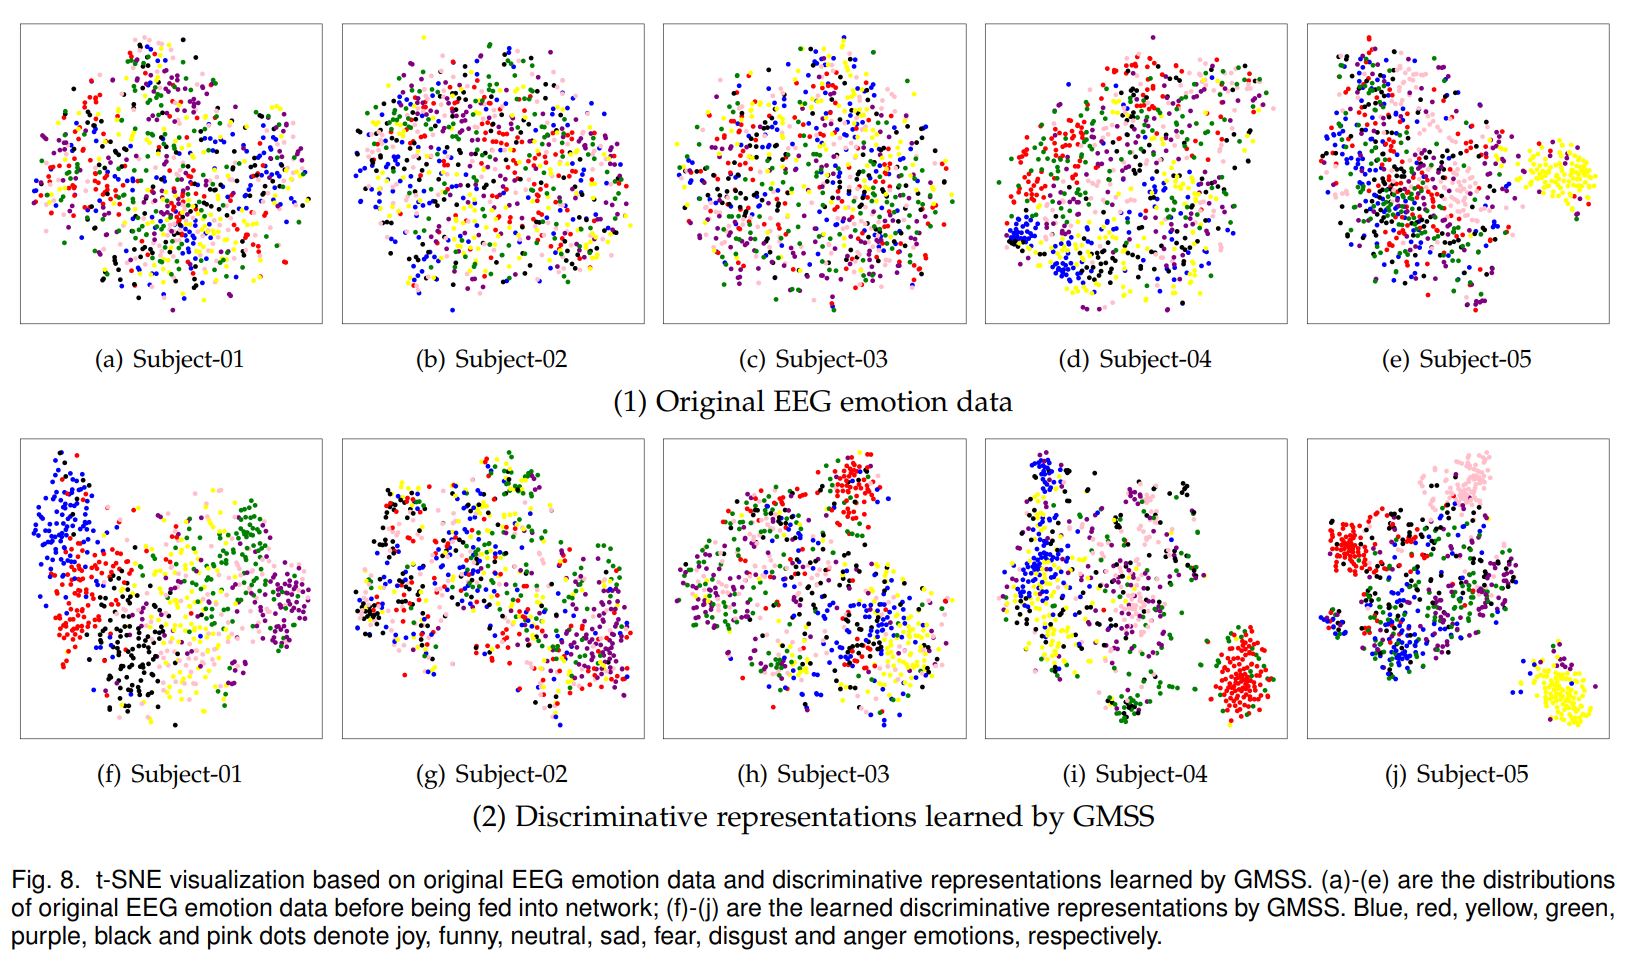 (a) Subject-01
(b) Subject-02
(c) Subject-03
(d) Subject-04
(e) Subject-05
(1) Original EEG emotion data
(f) Subject-01
(g) Subject-02
(h) Subject-03
(i) Subject-04
(j) Subject-05
(2) Discriminative representations learned by GMSS
Fig. 8. t-SNE visualization based on original EEG emotion data and discriminative representations learned by GMSS. (a)-(e) are the distributions
of original EEG emotion data before being fed into network; (f)-(j) are the learned discriminative representations by GMSS. Blue, red, yellow, green,
purple, black and pink dots denote joy, funny, neutral, sad, fear, disgust and anger emotions, respectively.